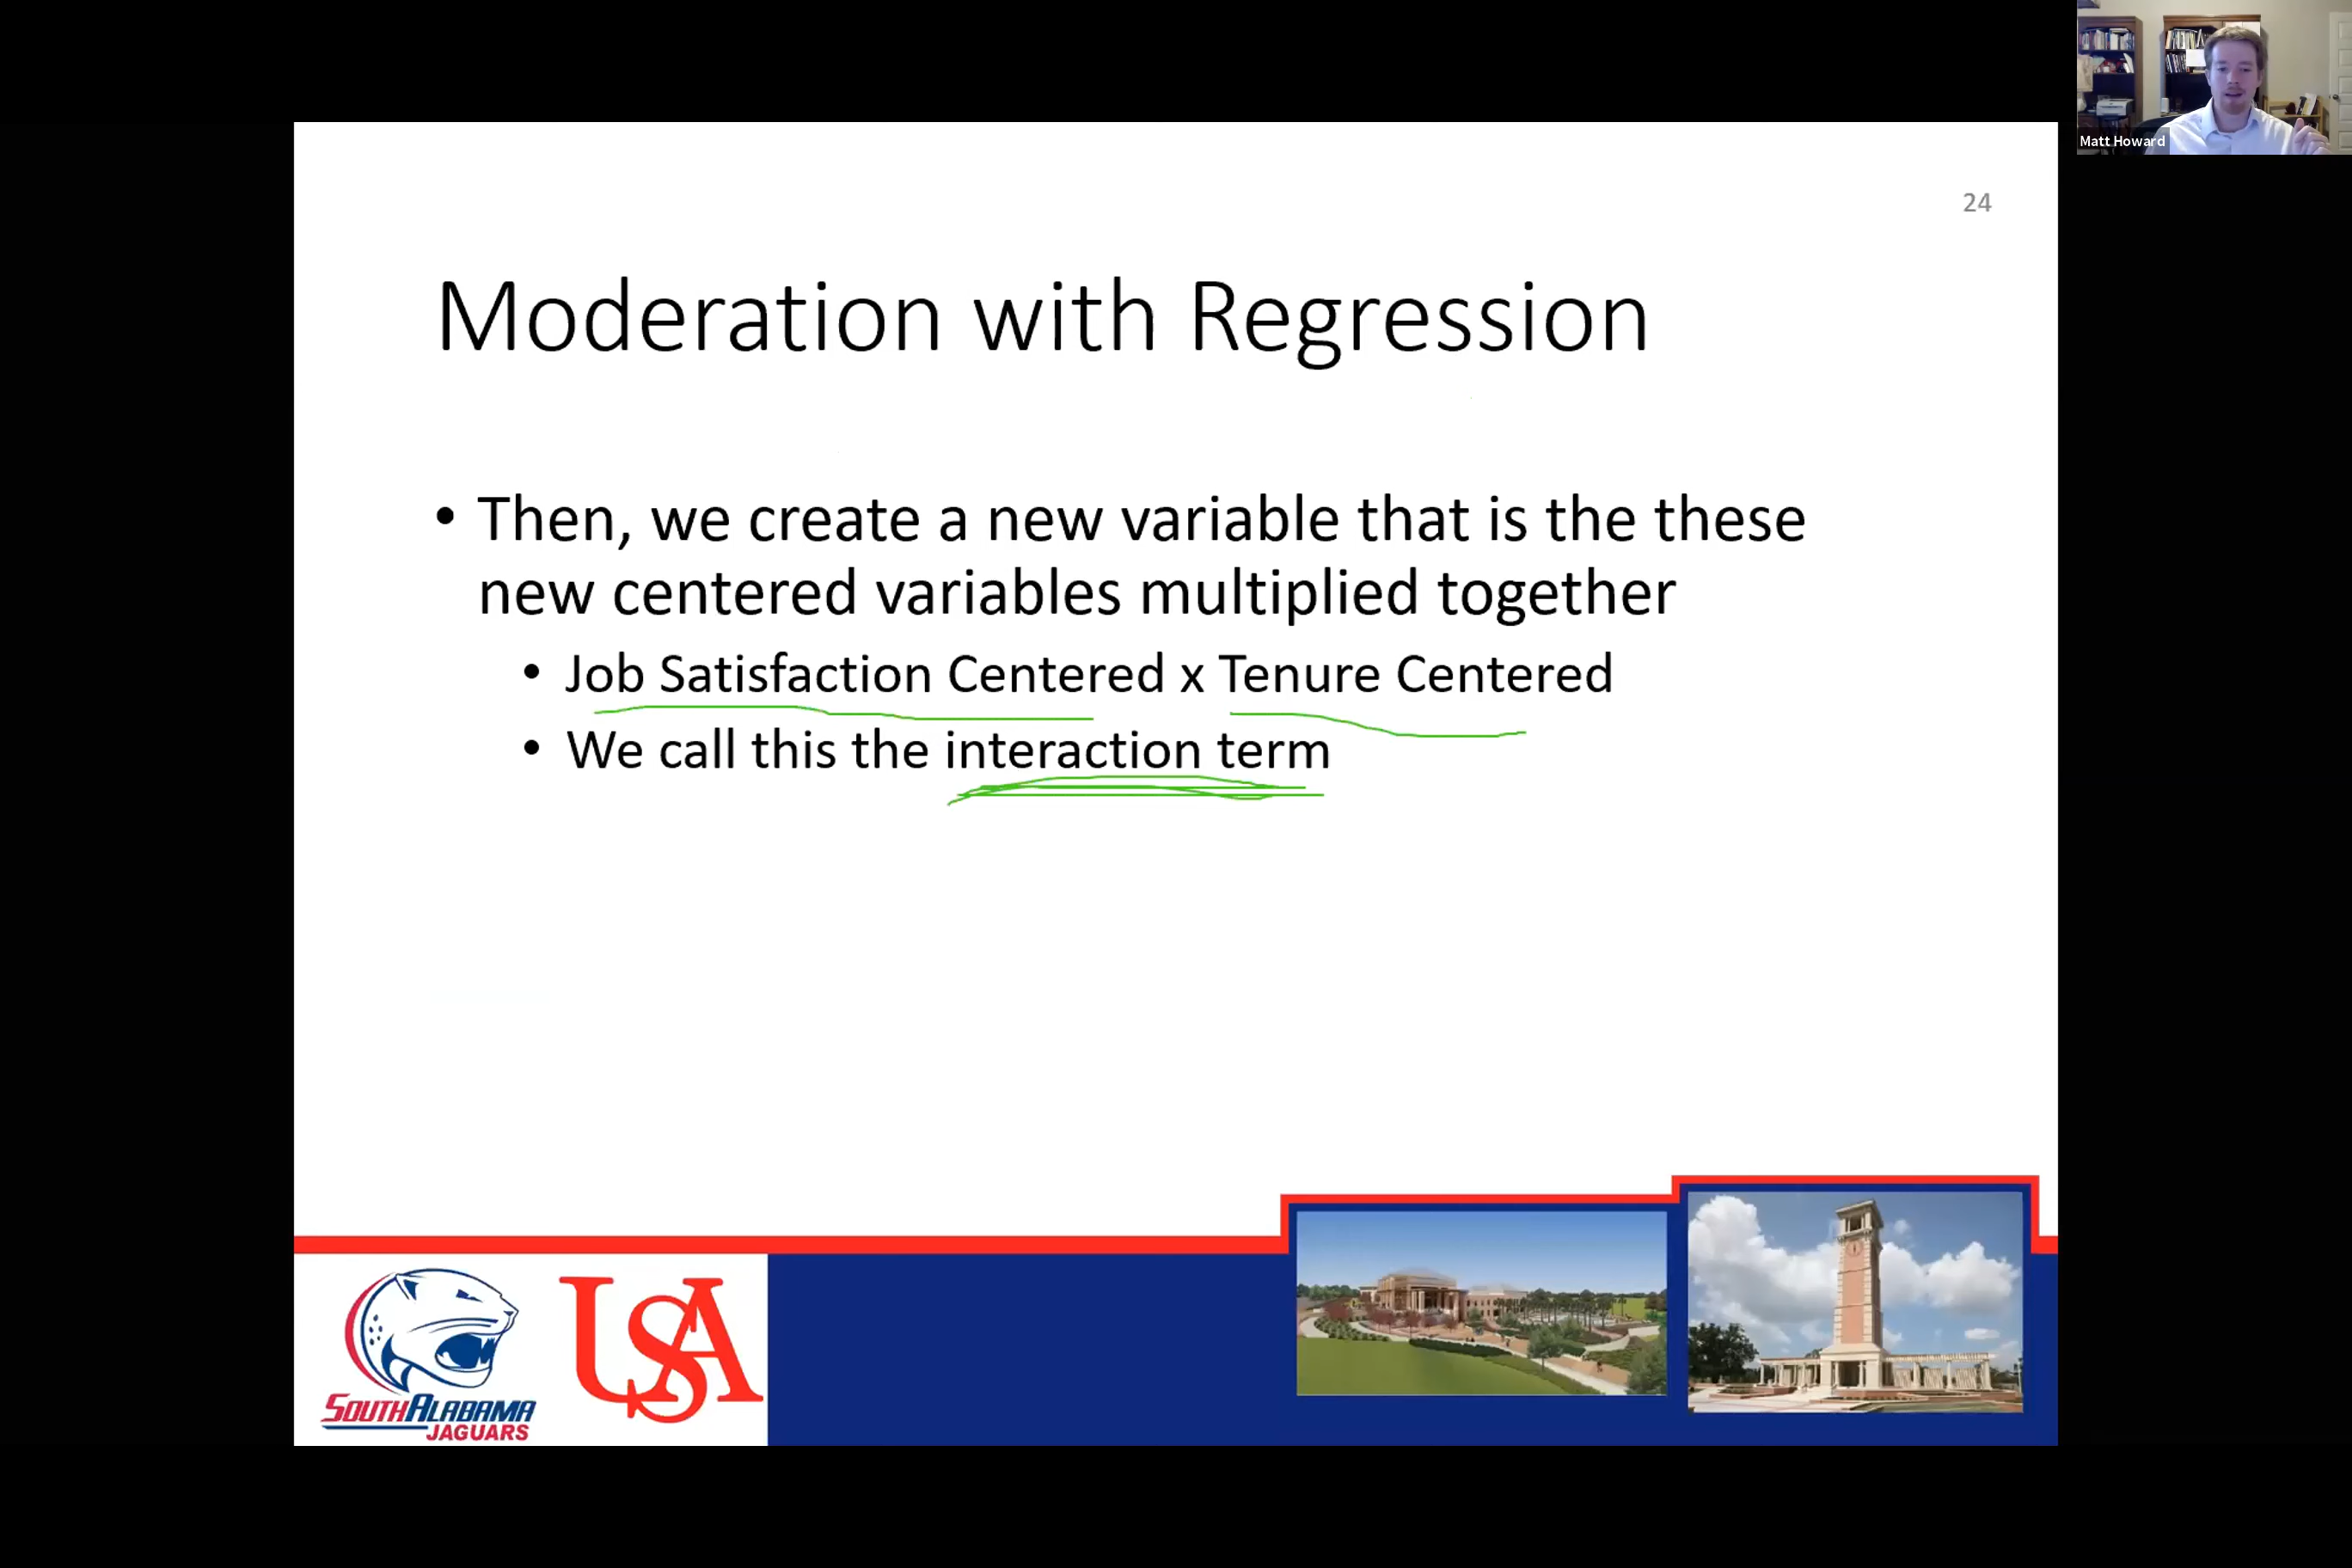 Matt Howard
24
Moderation with Regression
• Then, we create a new variable that is the these
new centered variables multiplied together
• Job Satisfaction Centered x Tenure Centered
• We call this the interaction term
SOUTH ALABAMA
JAGUARS
USA